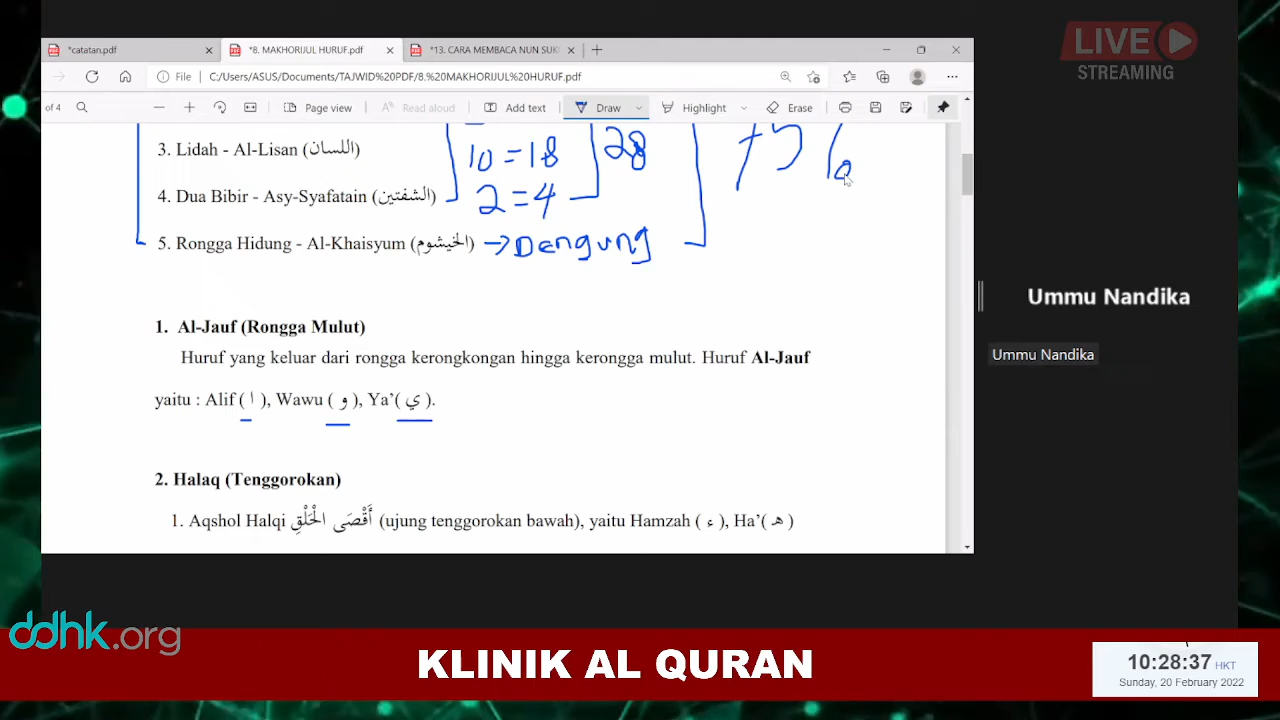 LIVE
STREAMING
*catatan.pdf
*8. MAKHORIJUL HURUF.pdf
*13. CARA MEMBACA NUN SUK
File
C:/Users/ASUS/Documents/TAJWID%20PDF/8.%20MAKHORIJUL%20HURUF.pdf
of 4
Page view
Read aloud
Add text
Draw
Highlight
Erase
3. Lidah - Al-Lisan (اللسان)
10 = 18
28
4. Dua Bibir - Asy-Syafatain (الشفتين)
2 = 4
5. Rongga Hidung - Al-Khaisyum (الخيشوم)
→ Dengung
1. Al-Jauf (Rongga Mulut)
Huruf yang keluar dari rongga kerongkongan hingga kerongga mulut. Huruf Al-Jauf
yaitu : Alif ( ا ), Wawu ( و ), Ya’( ي ).
2. Halaq (Tenggorokan)
1. Aqshol Halqi أَقْصَى الْحَلْقِ (ujung tenggorokan bawah), yaitu Hamzah ( ء ), Ha’( هـ )
Ummu Nandika
Ummu Nandika
ddhk.org
KLINIK AL QURAN
10:28:37 HKT
Sunday, 20 February 2022